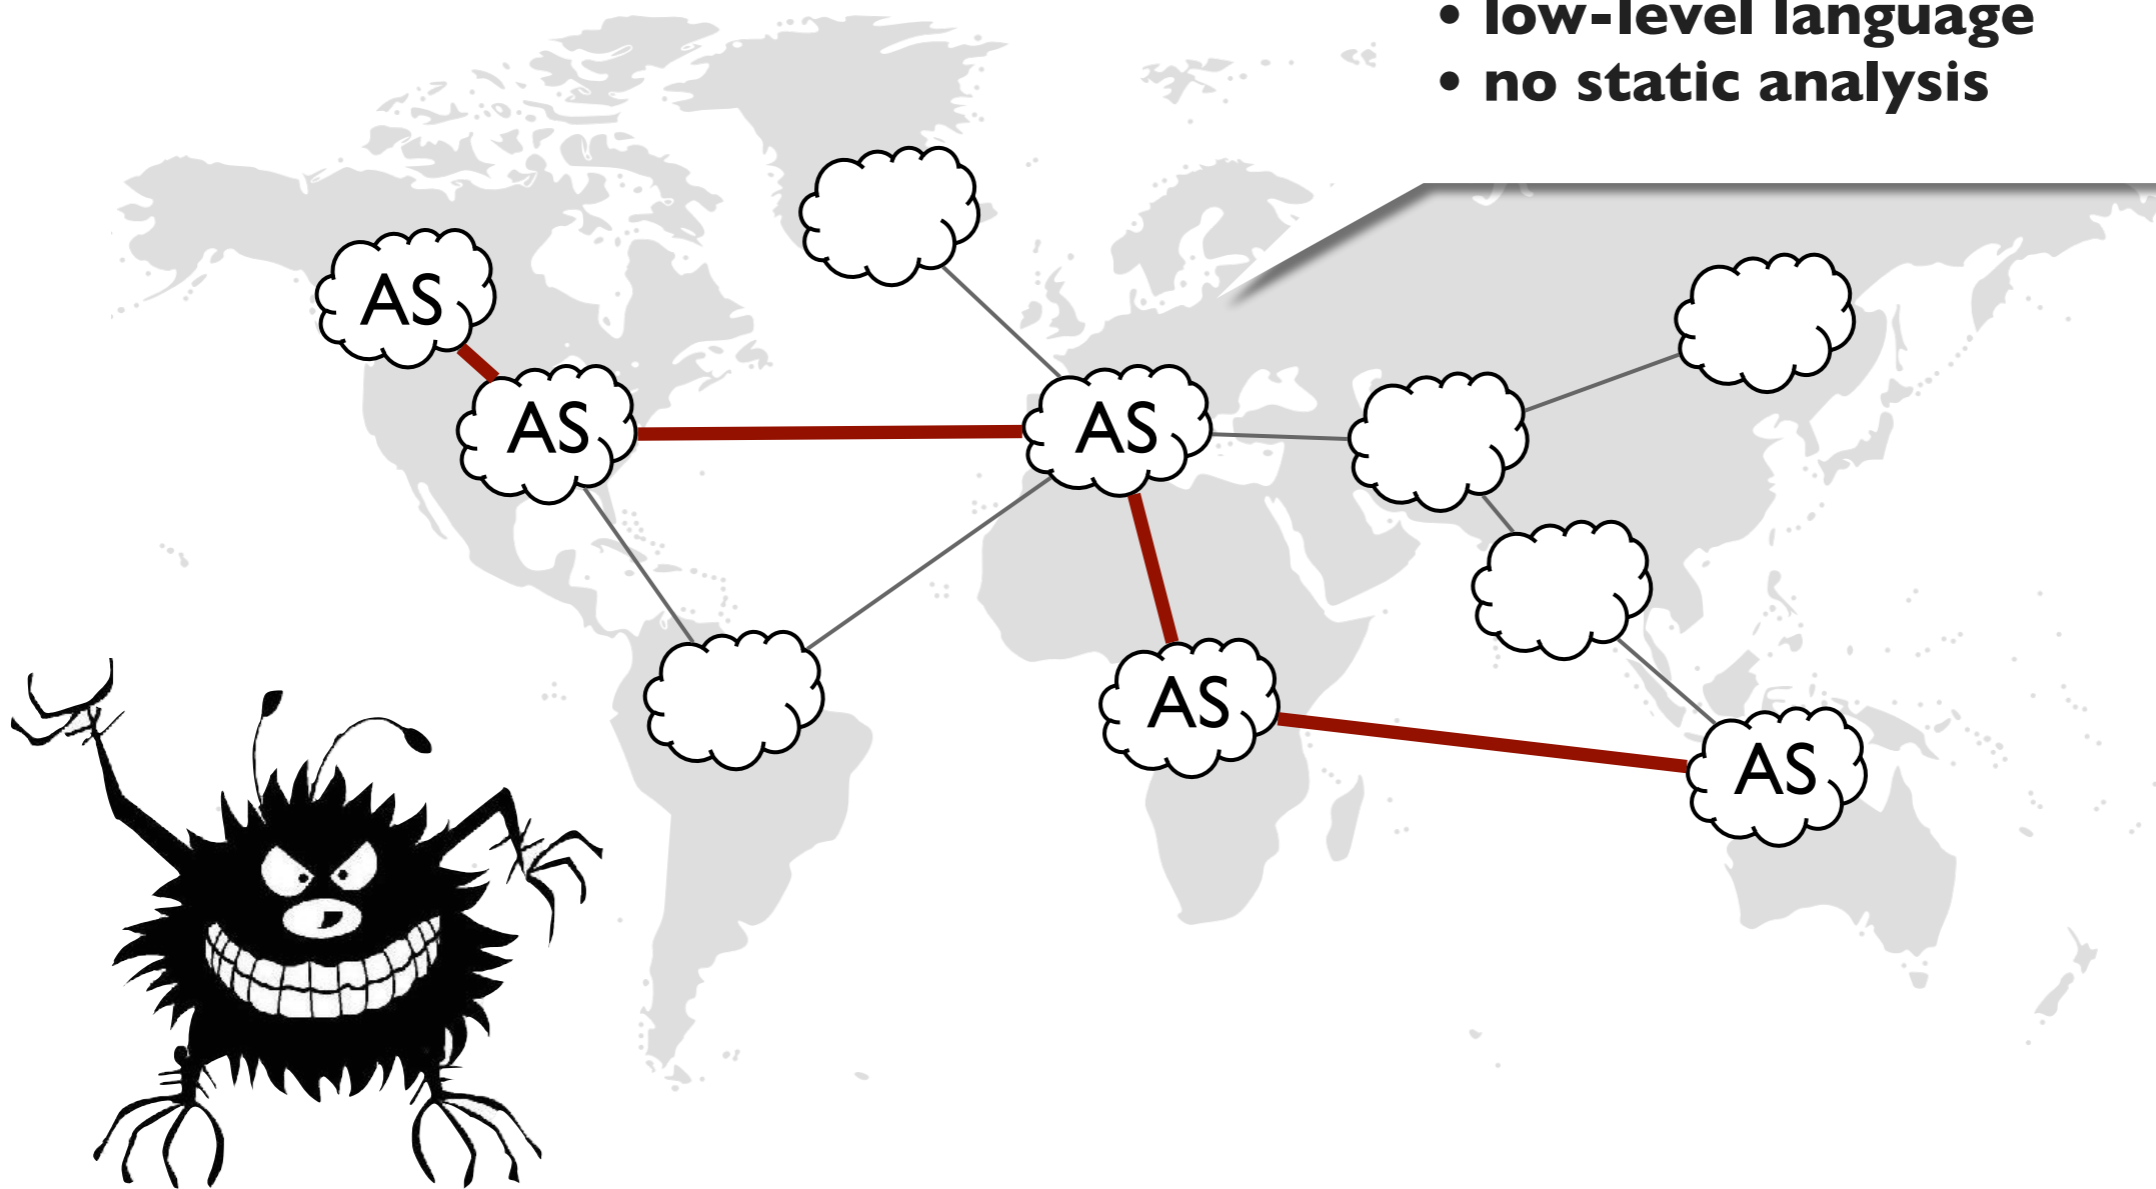 • low-level language
• no static analysis
AS
AS
AS
AS
AS